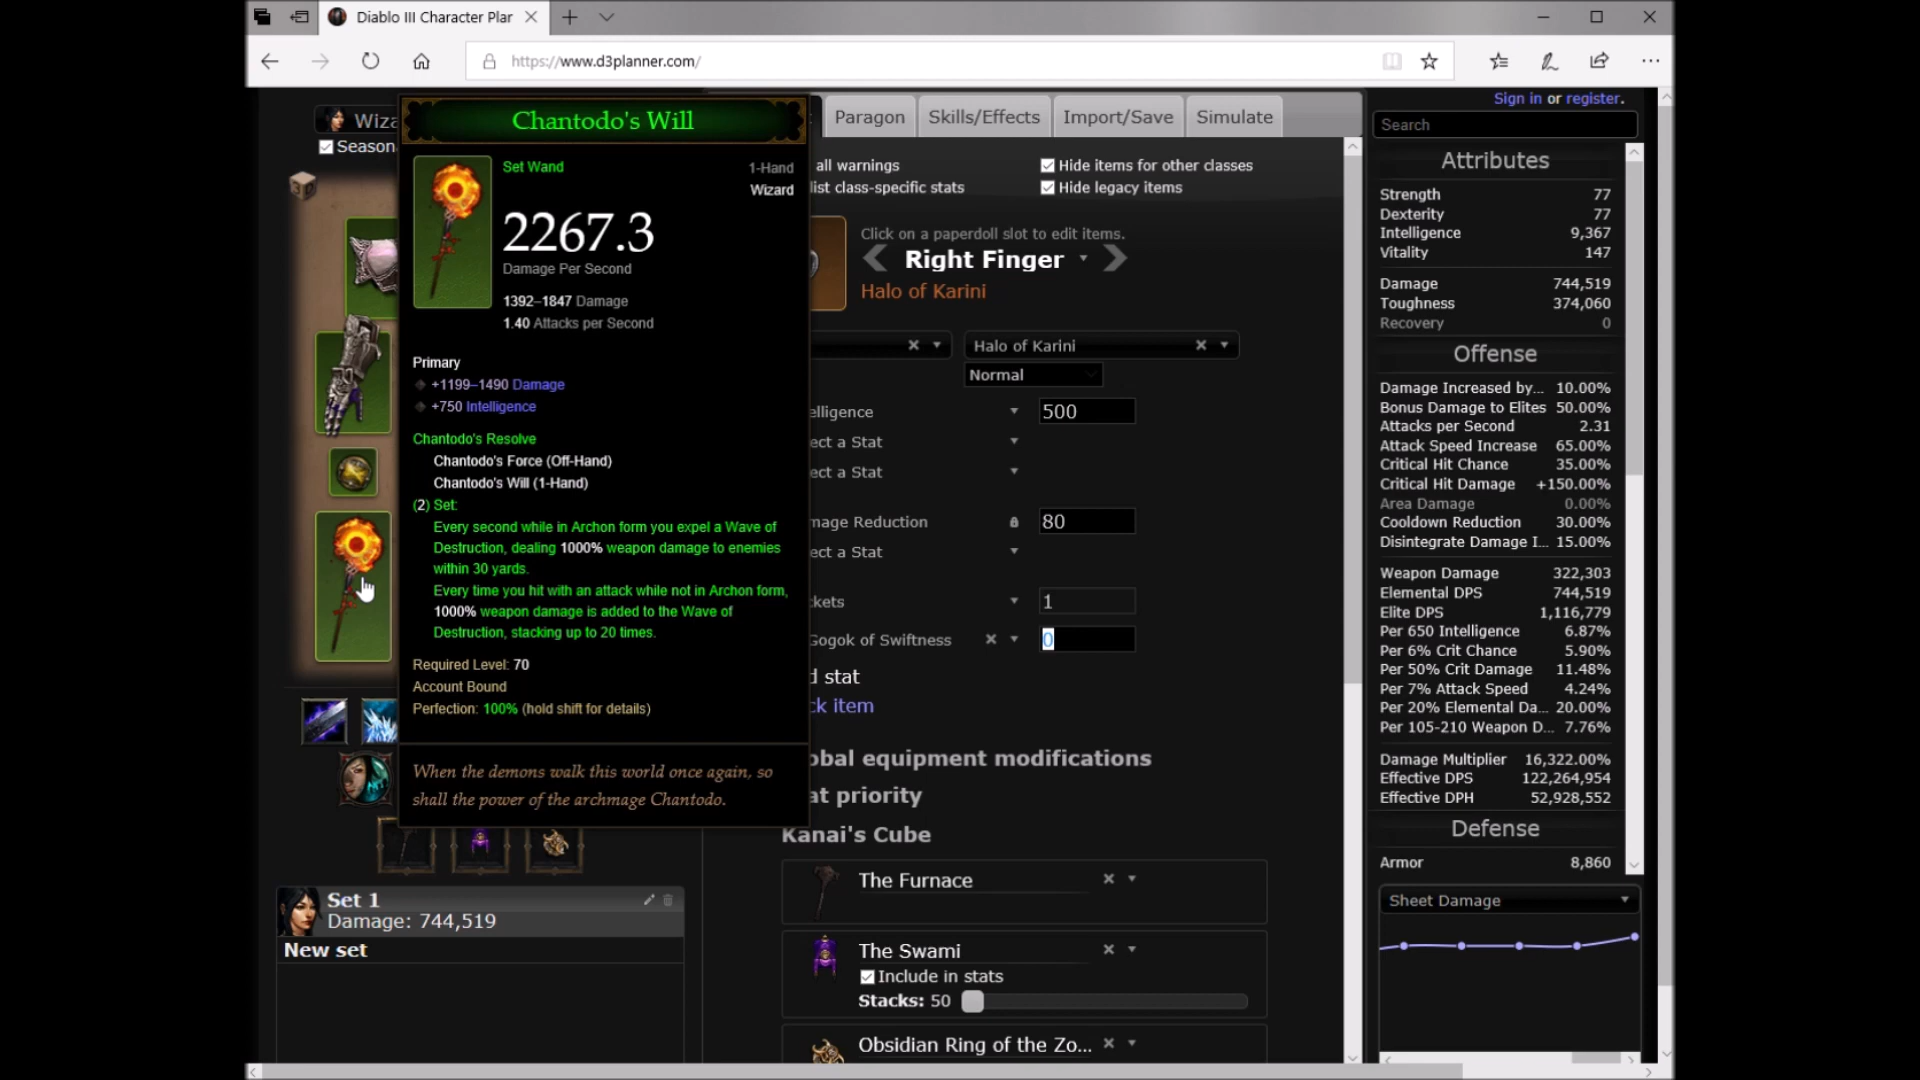 Diablo III Character Plar
https://www.d3planner.com/
Sign in or register.
Wiza
Season
Chantodo's Will
Set Wand
1-Hand
Wizard
2267.3
Damage Per Second
1392–1847 Damage
1.40 Attacks per Second
Primary
+1199–1490 Damage
+750 Intelligence
Chantodo's Resolve
Chantodo's Force (Off-Hand)
Chantodo's Will (1-Hand)
(2) Set:
Every second while in Archon form you expel a Wave of
Destruction, dealing 1000% weapon damage to enemies
within 30 yards.
Every time you hit with an attack while not in Archon form,
1000% weapon damage is added to the Wave of
Destruction, stacking up to 20 times.
Required Level: 70
Account Bound
Perfection: 100% (hold shift for details)
When the demons walk this world once again, so
shall the power of the archmage Chantodo.
Set 1
Damage: 744,519
New set
Paragon
Skills/Effects
Import/Save
Simulate
all warnings
Hide items for other classes
list class-specific stats
Hide legacy items
Click on a paperdoll slot to edit items.
Right Finger
Halo of Karini
Halo of Karini
Normal
elligence 500
ect a Stat
ect a Stat
mage Reduction 80
ect a Stat
kets 1
Gogok of Swiftness 0
d stat
ck item
obal equipment modifications
at priority
Kanai's Cube
The Furnace
The Swami
Include in stats
Stacks: 50
Obsidian Ring of the Zo...
Search
Attributes
Strength 77
Dexterity 77
Intelligence 9,367
Vitality 147
Damage 744,519
Toughness 374,060
Recovery 0
Offense
Damage Increased by... 10.00%
Bonus Damage to Elites 50.00%
Attacks per Second 2.31
Attack Speed Increase 65.00%
Critical Hit Chance 35.00%
Critical Hit Damage +150.00%
Area Damage 0.00%
Cooldown Reduction 30.00%
Disintegrate Damage I... 15.00%
Weapon Damage 322,303
Elemental DPS 744,519
Elite DPS 1,116,779
Per 650 Intelligence 6.87%
Per 6% Crit Chance 5.90%
Per 50% Crit Damage 11.48%
Per 7% Attack Speed 4.24%
Per 20% Elemental Da... 20.00%
Per 105-210 Weapon D... 7.76%
Damage Multiplier 16,322.00%
Effective DPS 122,264,954
Effective DPH 52,928,552
Defense
Armor 8,860
Sheet Damage